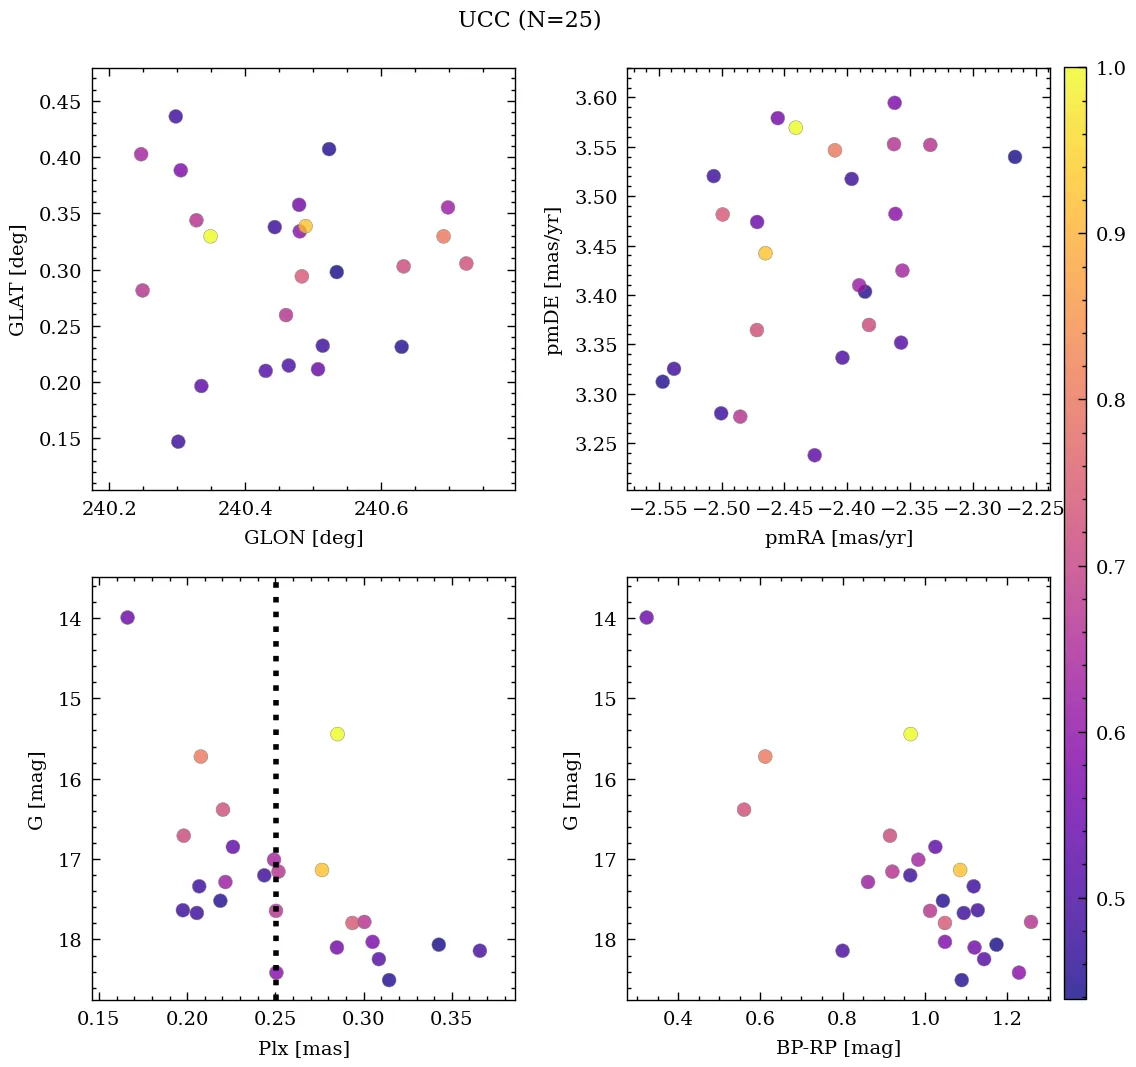 UCC (N=25)
0.45
0.40
0.35
0.30
0.25
0.20
0.15
GLAT [deg]
240.2 240.4 240.6
GLON [deg]
3.60
3.55
3.50
3.45
3.40
3.35
3.30
3.25
pmDE [mas/yr]
−2.55 −2.50 −2.45 −2.40 −2.35 −2.30 −2.25
pmRA [mas/yr]
14
15
16
17
18
G [mag]
0.15 0.20 0.25 0.30 0.35
Plx [mas]
14
15
16
17
18
G [mag]
0.4 0.6 0.8 1.0 1.2
BP-RP [mag]
1.0
0.9
0.8
0.7
0.6
0.5